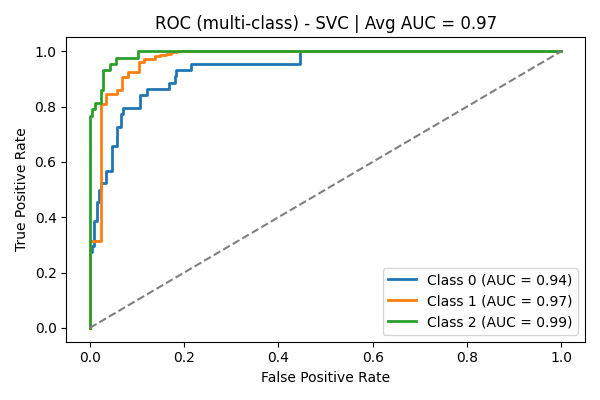 ROC (multi-class) - SVC | Avg AUC = 0.97
True Positive Rate
1.0
0.8
0.6
0.4
0.2
0.0
Class 0 (AUC = 0.94)
Class 1 (AUC = 0.97)
Class 2 (AUC = 0.99)
0.0 0.2 0.4 0.6 0.8 1.0
False Positive Rate